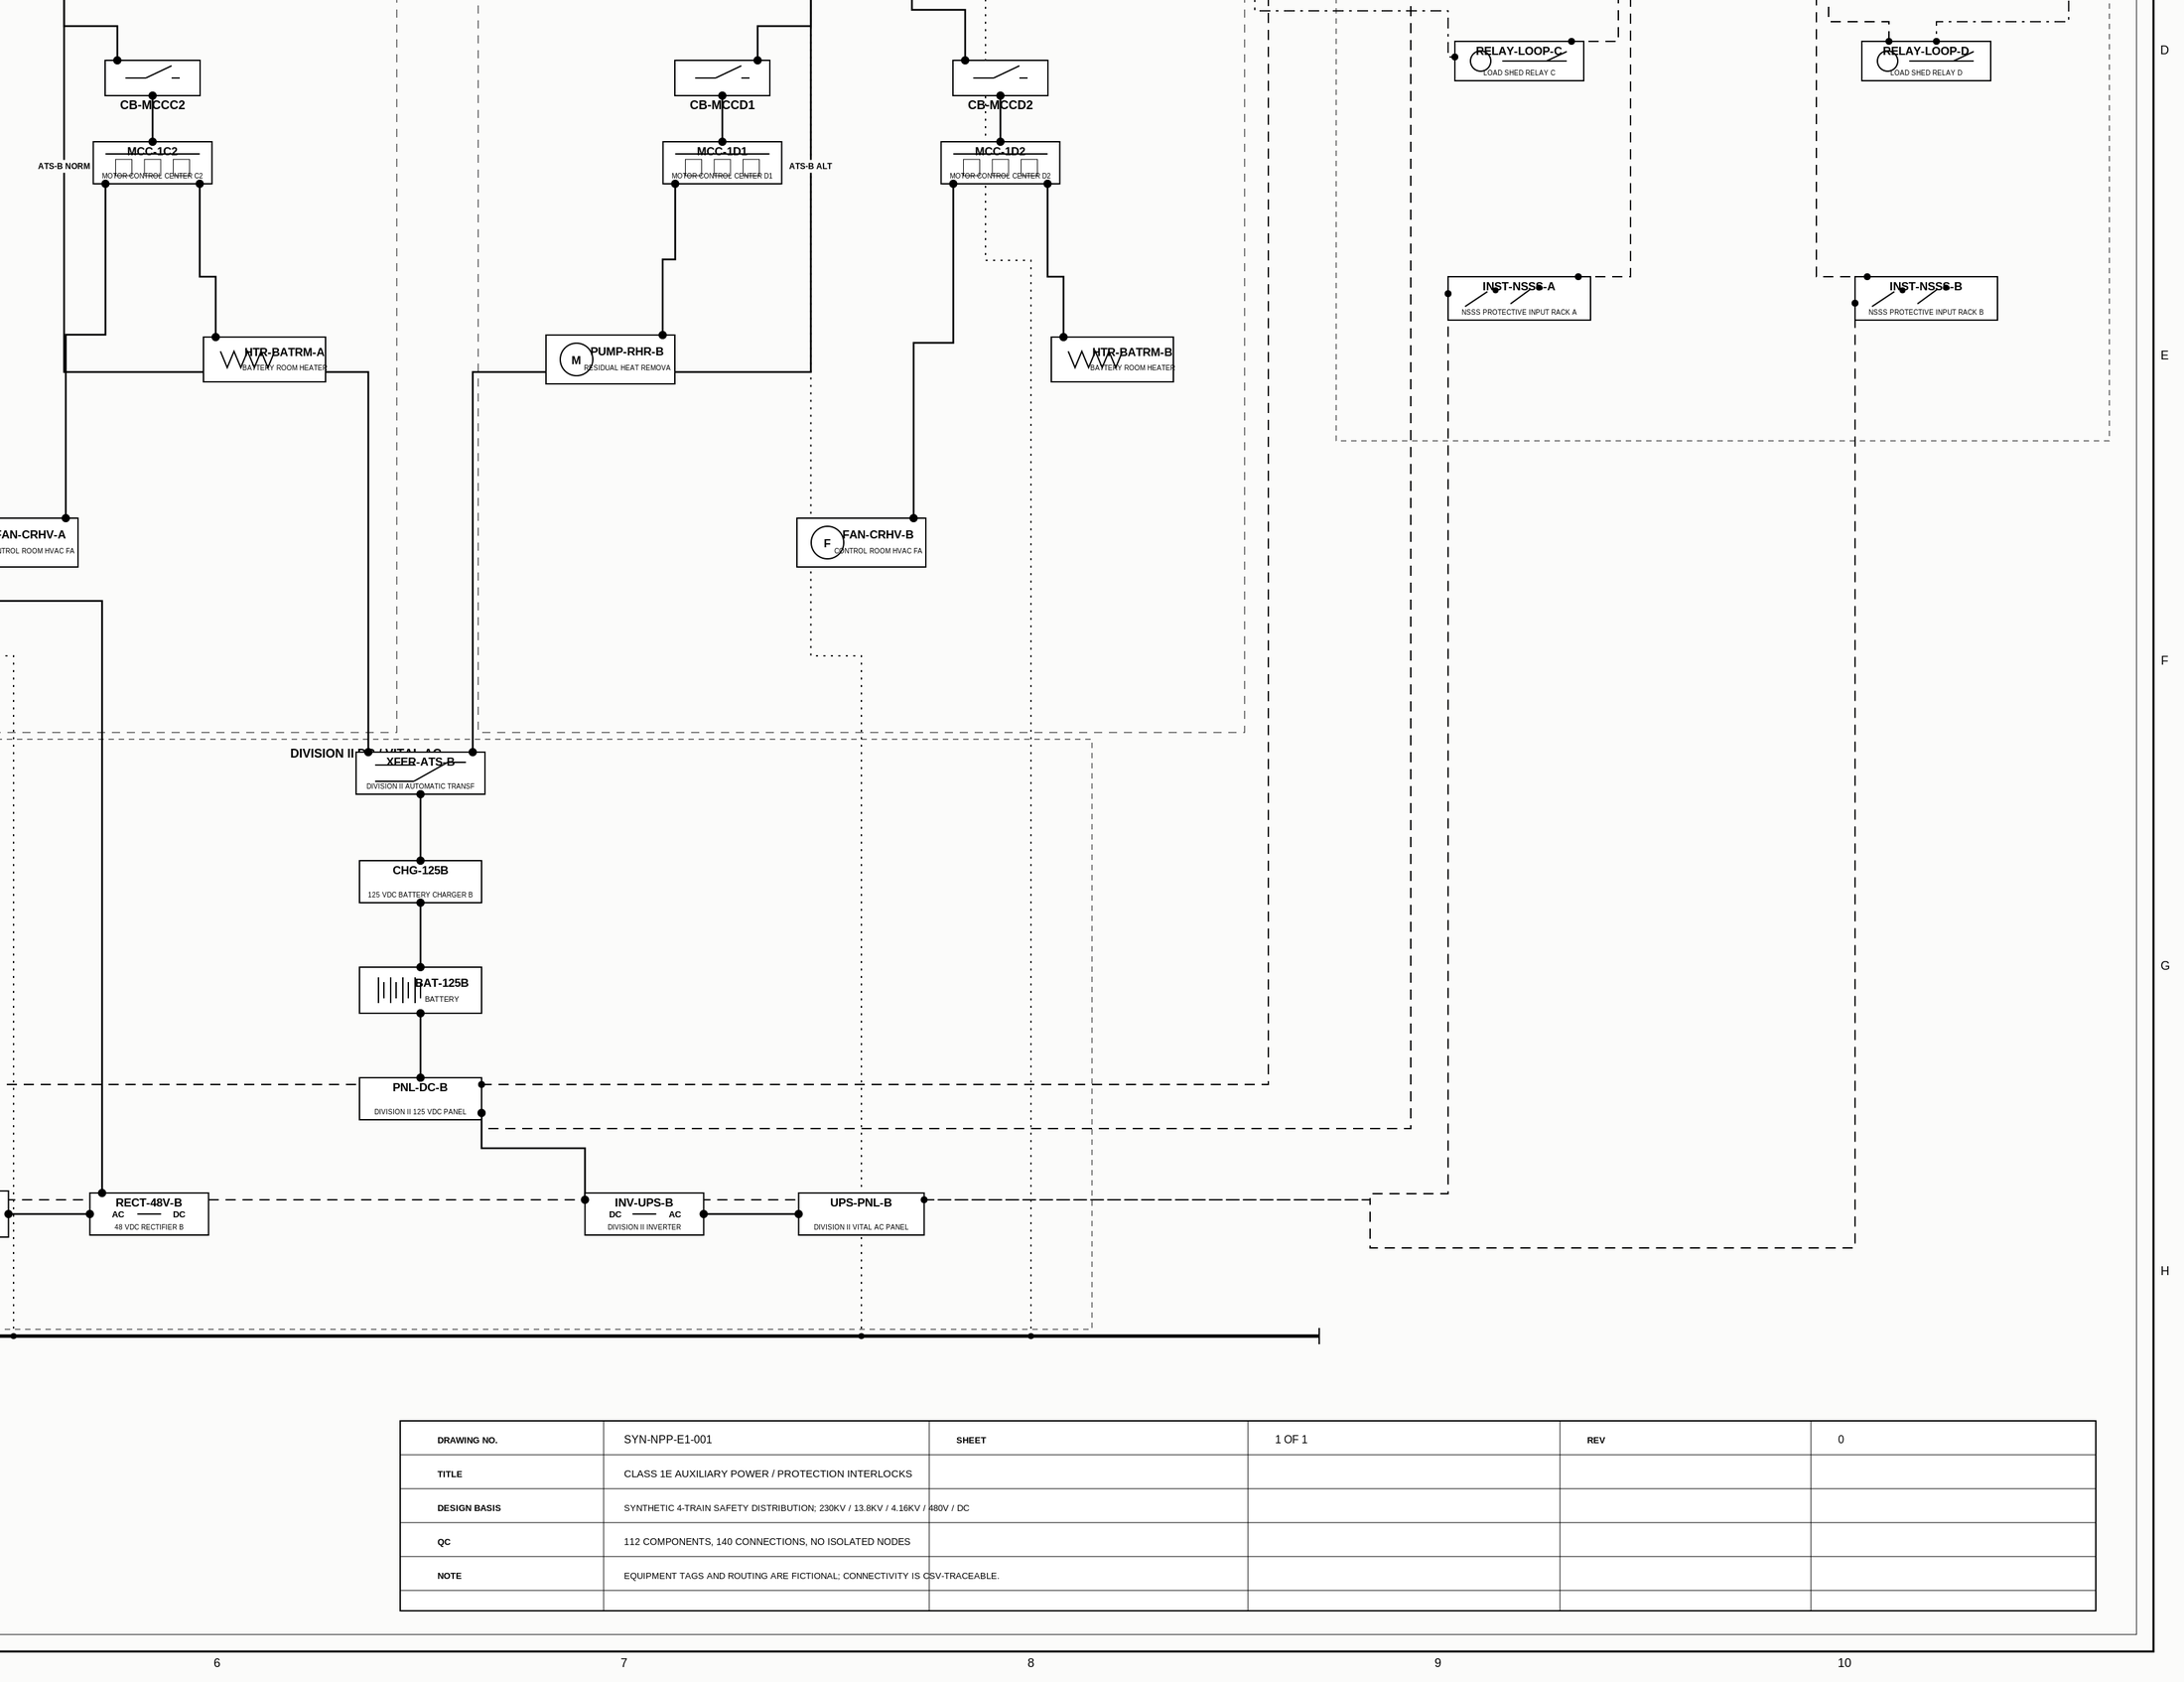 D
RELAY-LOOP-C
LOAD SHED RELAY C
RELAY-LOOP-D
LOAD SHED RELAY D
CB-MCCC2
CB-MCCD1
CB-MCCD2
MCC-1C2
MOTOR CONTROL CENTER C2
MCC-1D1
MOTOR CONTROL CENTER D1
MCC-1D2
MOTOR CONTROL CENTER D2
ATS-B NORM
ATS-B ALT
INST-NSSS-A
NSSS PROTECTIVE INPUT RACK A
INST-NSSS-B
NSSS PROTECTIVE INPUT RACK B
HTR-BATRM-A
BATTERY ROOM HEATER
M
PUMP-RHR-B
RESIDUAL HEAT REMOVA
HTR-BATRM-B
BATTERY ROOM HEATER
E
FAN-CRHV-A
NTROL ROOM HVAC FA
F
FAN-CRHV-B
CONTROL ROOM HVAC FA
F
DIVISION II DC / VITAL AC
XFER-ATS-B
DIVISION II AUTOMATIC TRANSF
CHG-125B
125 VDC BATTERY CHARGER B
BAT-125B
BATTERY
G
PNL-DC-B
DIVISION II 125 VDC PANEL
RECT-48V-B
AC DC
48 VDC RECTIFIER B
INV-UPS-B
DC AC
DIVISION II INVERTER
UPS-PNL-B
DIVISION II VITAL AC PANEL
H
DRAWING NO. SYN-NPP-E1-001 SHEET 1 OF 1 REV 0
TITLE CLASS 1E AUXILIARY POWER / PROTECTION INTERLOCKS
DESIGN BASIS SYNTHETIC 4-TRAIN SAFETY DISTRIBUTION; 230KV / 13.8KV / 4.16KV / 480V / DC
QC 112 COMPONENTS, 140 CONNECTIONS, NO ISOLATED NODES
NOTE EQUIPMENT TAGS AND ROUTING ARE FICTIONAL; CONNECTIVITY IS CSV-TRACEABLE.
6 7 8 9 10